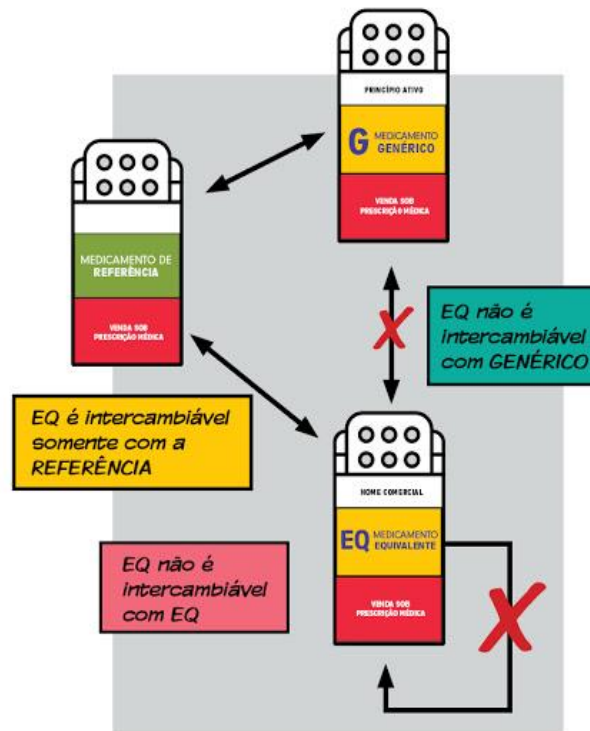 PRINCÍPIO ATIVO
G MEDICAMENTO
GENÉRICO
VENDA SOB
PRESCRIÇÃO MÉDICA
MEDICAMENTO DE
REFERÊNCIA
VENDA SOB
PRESCRIÇÃO MÉDICA
EQ não é
intercambiável
com GENÉRICO
EQ é intercambiável
somente com a
REFERÊNCIA
NOME COMERCIAL
EQ MEDICAMENTO
EQUIVALENTE
VENDA SOB
PRESCRIÇÃO MÉDICA
EQ não é
intercambiável
com EQ